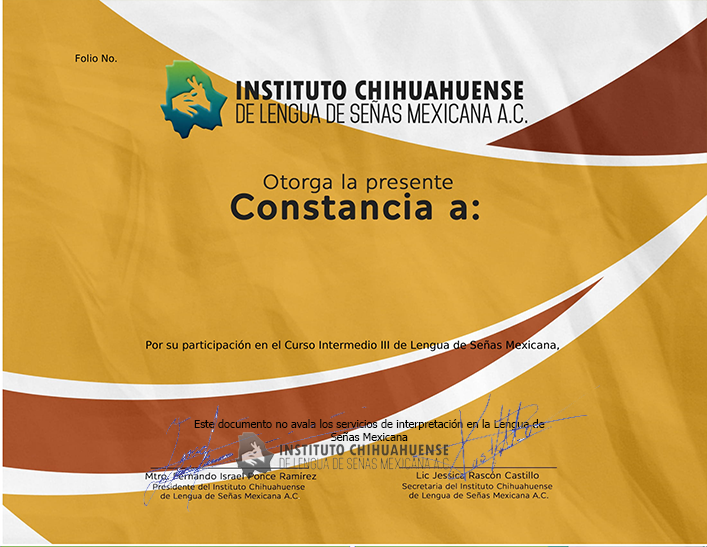 Folio No.
INSTITUTO CHIHUAHUENSE
DE LENGUA DE SEÑAS MEXICANA A.C.
Otorga la presente
Constancia a:
Por su participación en el Curso Intermedio III de Lengua de Señas Mexicana,
Este documento no avala los servicios de interpretación en la Lengua de
Señas Mexicana
INSTITUTO CHIHUAHUENSE
DE LENGUA DE SEÑAS MEXICANA A.C.
Mtro. Fernando Israel Ponce Ramirez
Presidente del Instituto Chihuahuense
de Lengua de Señas Mexicana A.C
Lic Jessica Rascón Castillo
Secretaria del Instituto Chihuahuense
de Lengua de Señas Mexicana A.C.